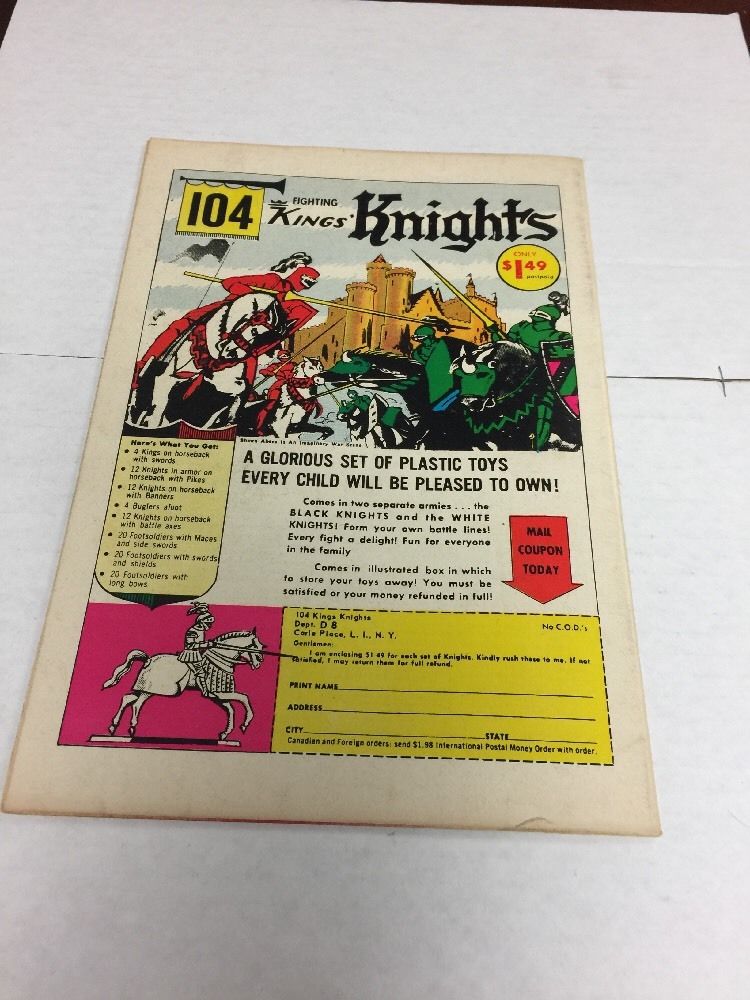 104
FIGHTING
KINGS'
Knights
ONLY
$1.49
postpaid
Shown Above Is An Imaginary War Scene
Here's What You Get:
• 4 Kings on horseback
with swords
• 12 Knights in armor on
horseback with Pikes
• 12 Kings on horseback
with Banners
• 4 Buglers afoot
• 12 Knights on horseback
with battle axes
• 20 Footsoldiers with Maces
and side swords
• 20 Footsoldiers with swords
and shields
• 20 Footsoldiers with
long bows
A GLORIOUS SET OF PLASTIC TOYS
EVERY CHILD WILL BE PLEASED TO OWN!
Comes in two separate armies . . . the
BLACK KNIGHTS and the WHITE
KNIGHTS! Form your own battle lines!
Every fight a delight! Fun for everyone
in the family
Comes in illustrated box in which
to store your toys away! You must be
satisfied or your money refunded in full!
MAIL
COUPON
TODAY
104 Kings Knights
Dept. D 8
No C.O.D.'s
Carle Place, L. I., N. Y.
Gentlemen:
I am enclosing $1.49 for each set of Knights. Kindly rush these to me. If not
satisfied, I may return them for full refund.
PRINT NAME
ADDRESS
CITY STATE
Canadian and Foreign orders: send $1.98 International Postal Money Order with order.